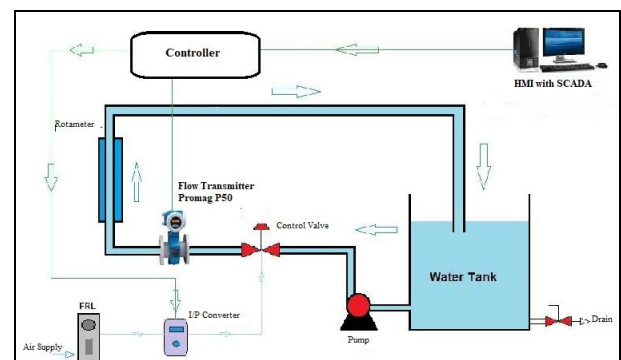 Controller
HMI with SCADA
Rotameter
Flow Transmitter
Promag P50
Control Valve
Water Tank
FRL
I/P Converter
Air Supply
Pump
Drain